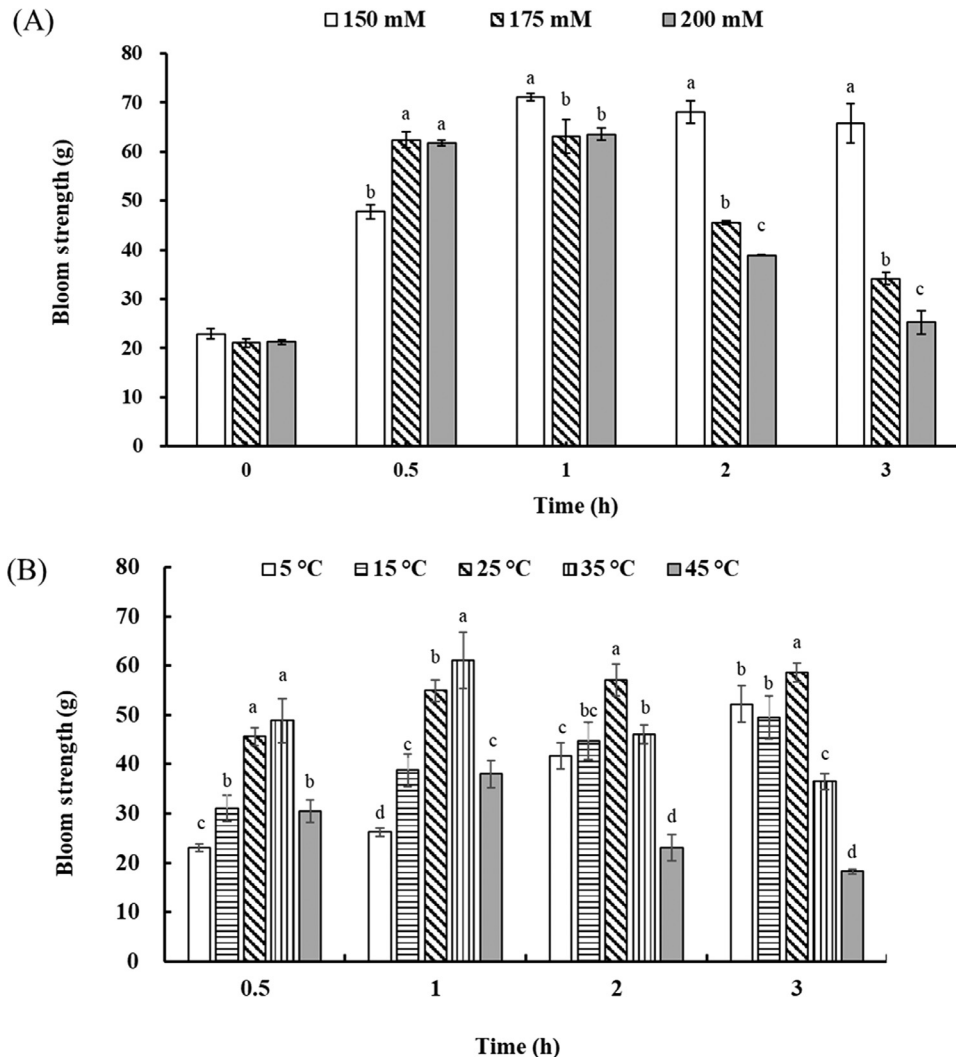 (A)
150 mM 175 mM 200 mM
80
70
60
50
40
30
20
10
0
Bloom strength (g)
a b b
a a b
a b c
a b c
0 0.5 1 2 3
Time (h)
(B)
5 °C 15 °C 25 °C 35 °C 45 °C
80
70
60
50
40
30
20
10
0
Bloom strength (g)
c b a a b
d c b a c
c bc a b d
b b a c d
0.5 1 2 3
Time (h)